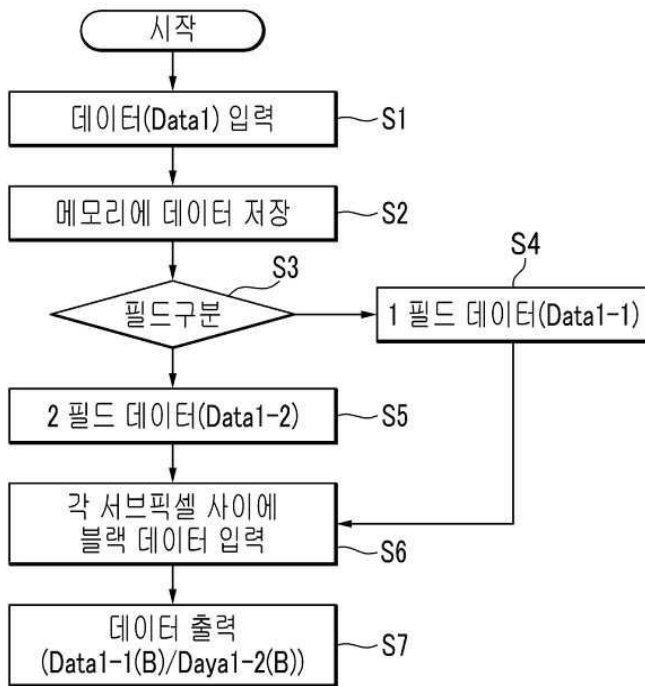 시작
데이터(Data1) 입력
S1
메모리에 데이터 저장
S2
S3
필드구분
S4
1 필드 데이터(Data1-1)
2 필드 데이터(Data1-2)
S5
각 서브픽셀 사이에
블랙 데이터 입력
S6
데이터 출력
(Data1-1(B)/Daya1-2(B))
S7